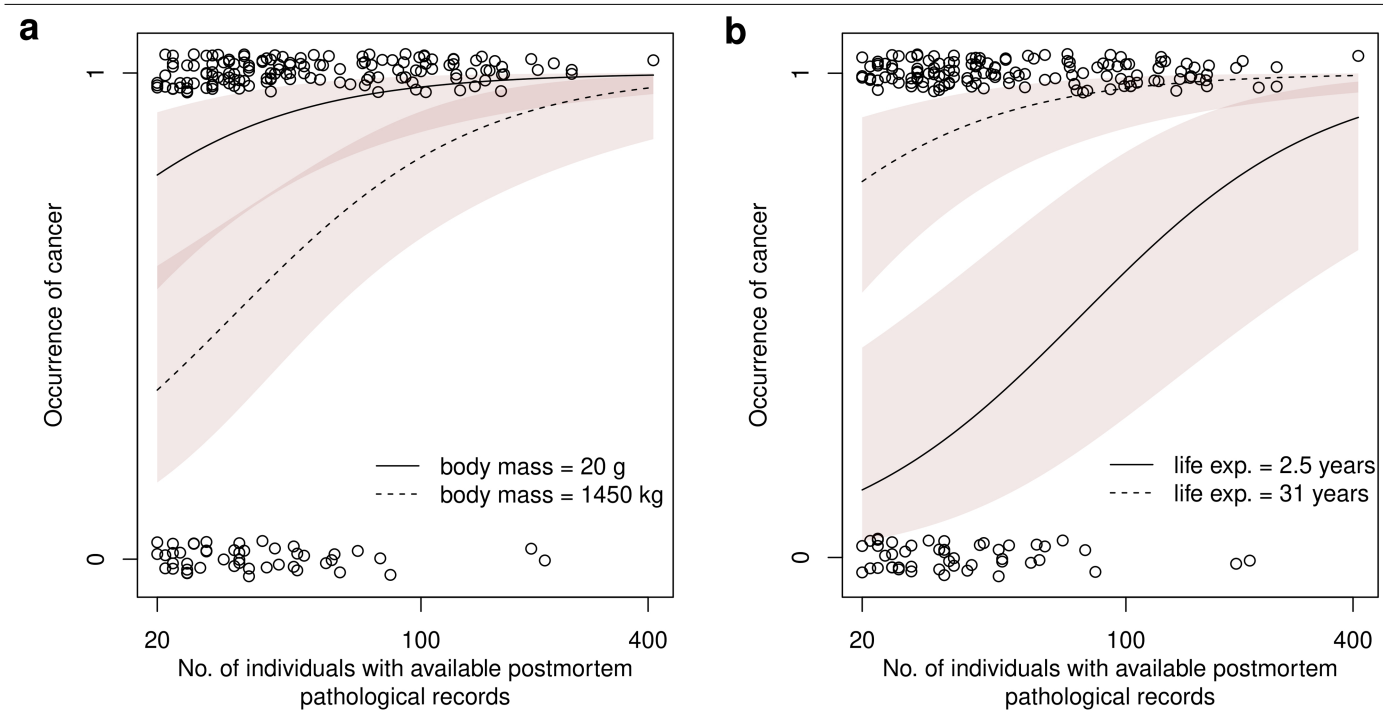 a
1
0
Occurrence of cancer
body mass = 20 g
body mass = 1450 kg
20 100 400
No. of individuals with available postmortem
pathological records
b
1
0
Occurrence of cancer
life exp. = 2.5 years
life exp. = 31 years
20 100 400
No. of individuals with available postmortem
pathological records